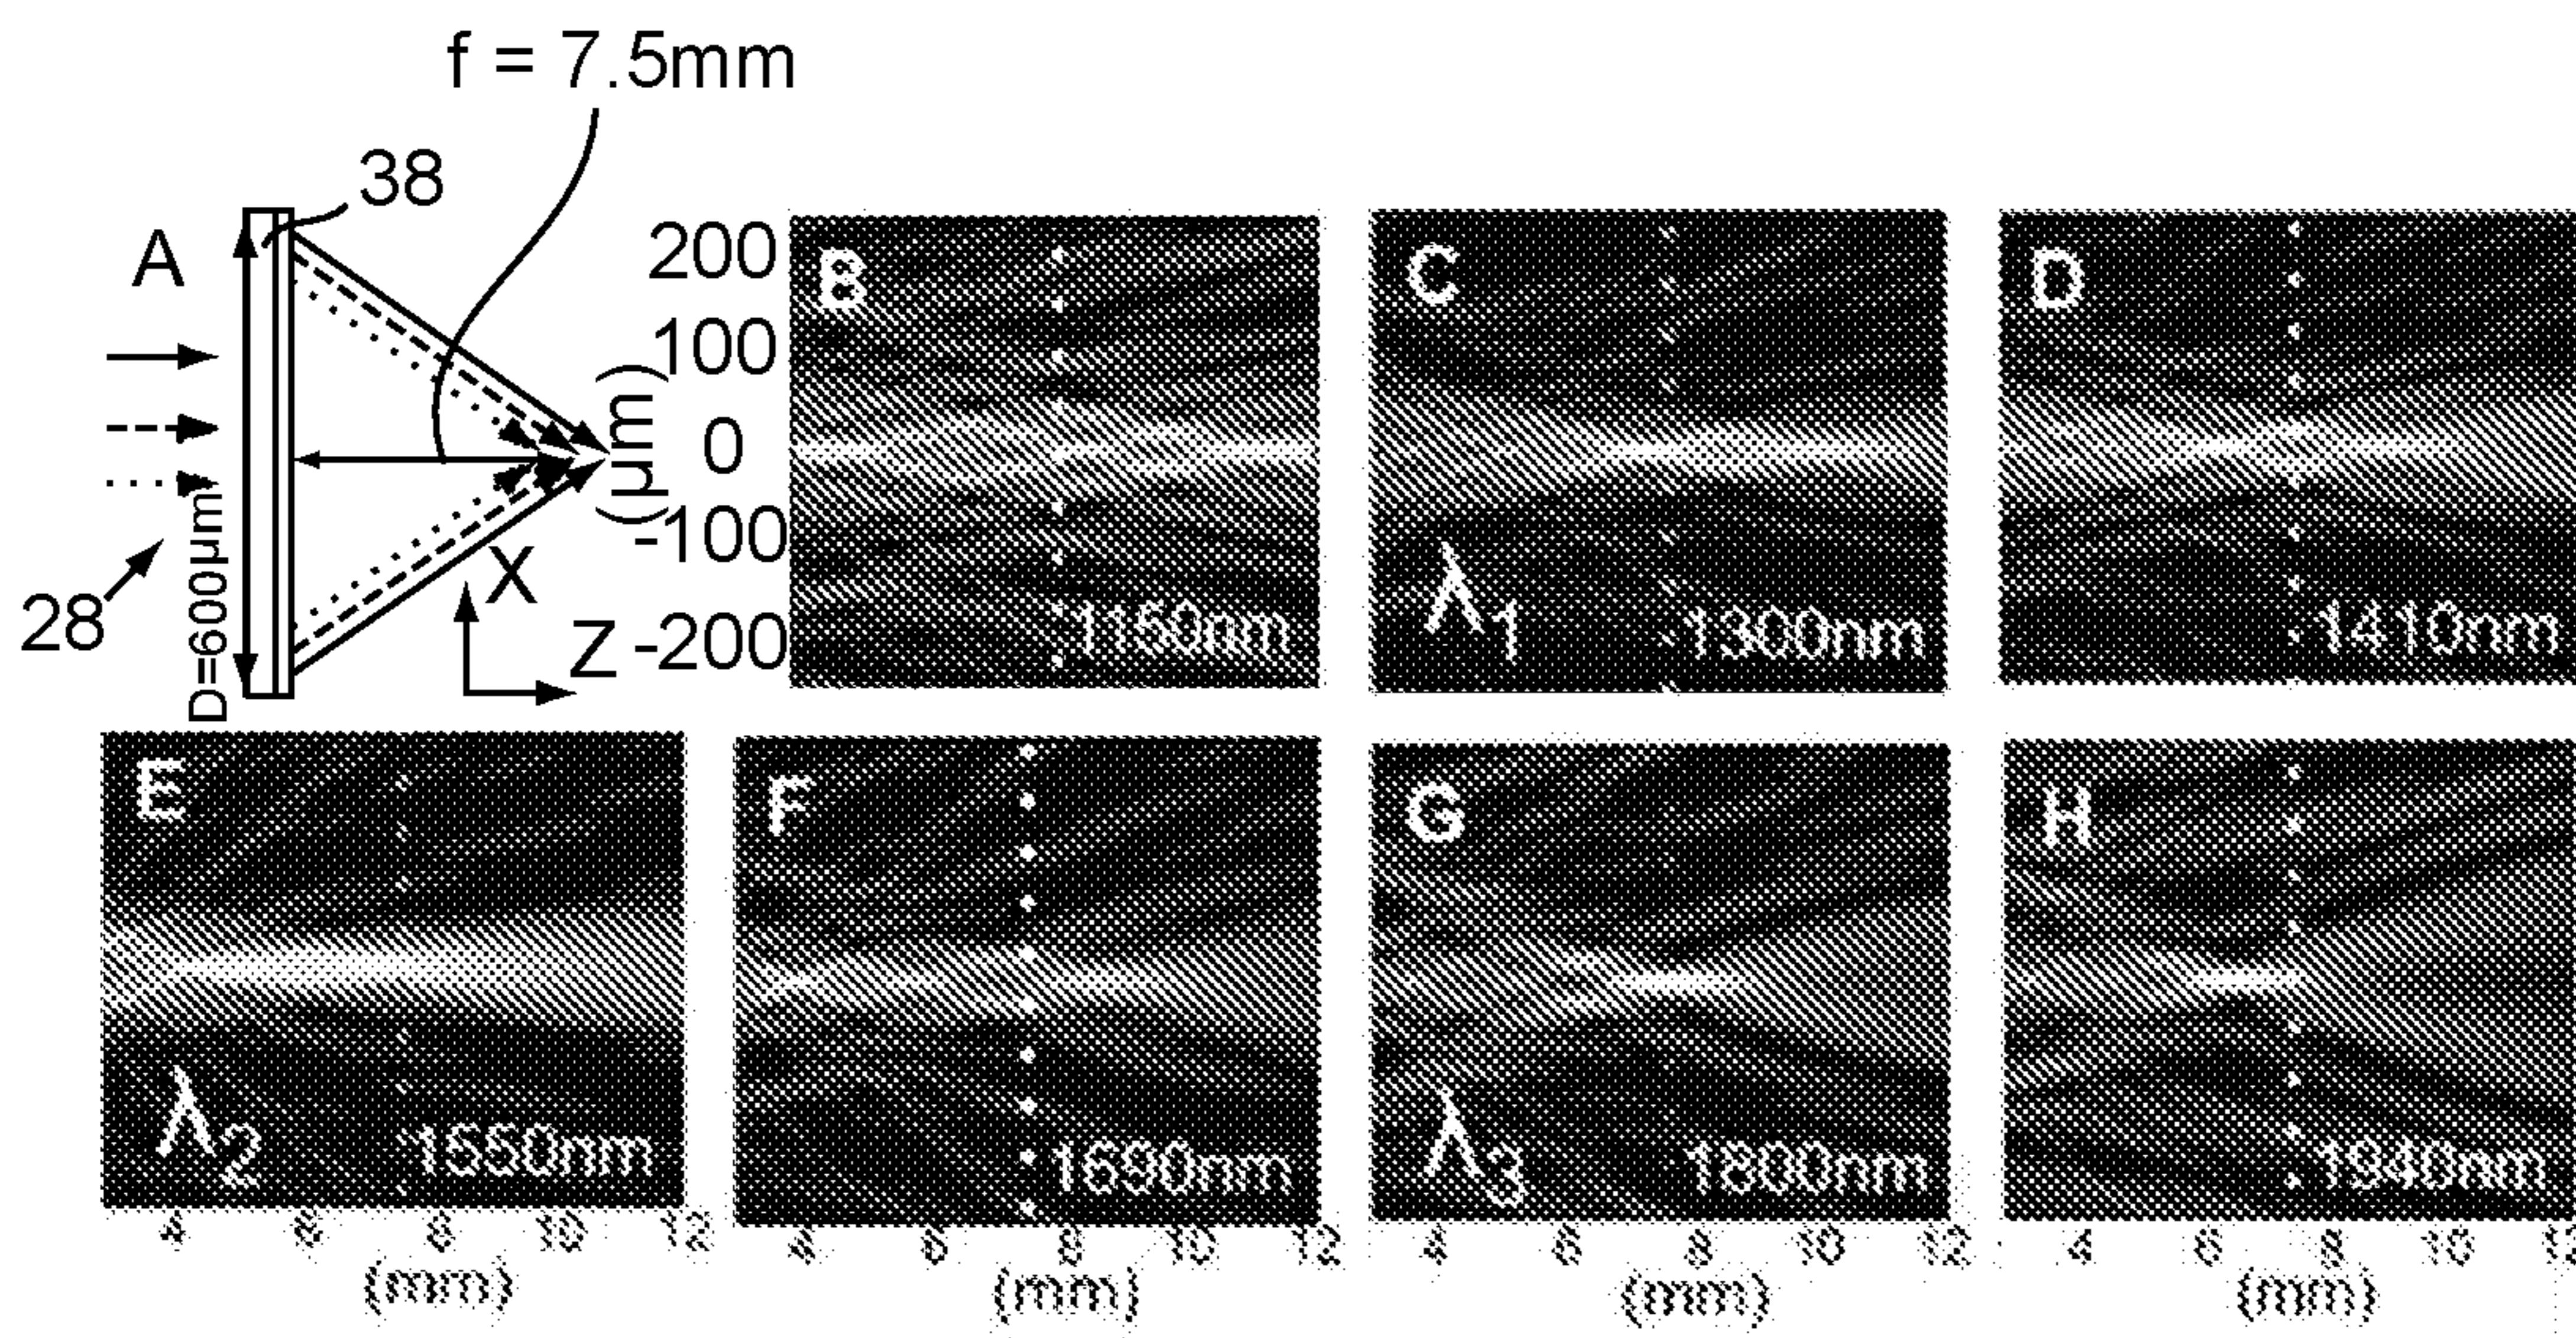 f = 7.5mm
38
A
28
D=600μm
X
Z
(μm)
200
100
0
-100
-200
B
1150nm
C
λ1
1300nm
D
1410nm
E
λ2
1550nm
4 6 8 10 12
(mm)
F
1690nm
4 6 8 10 12
(mm)
G
λ3
1800nm
4 6 8 10 12
(mm)
H
1940nm
4 6 8 10 12
(mm)